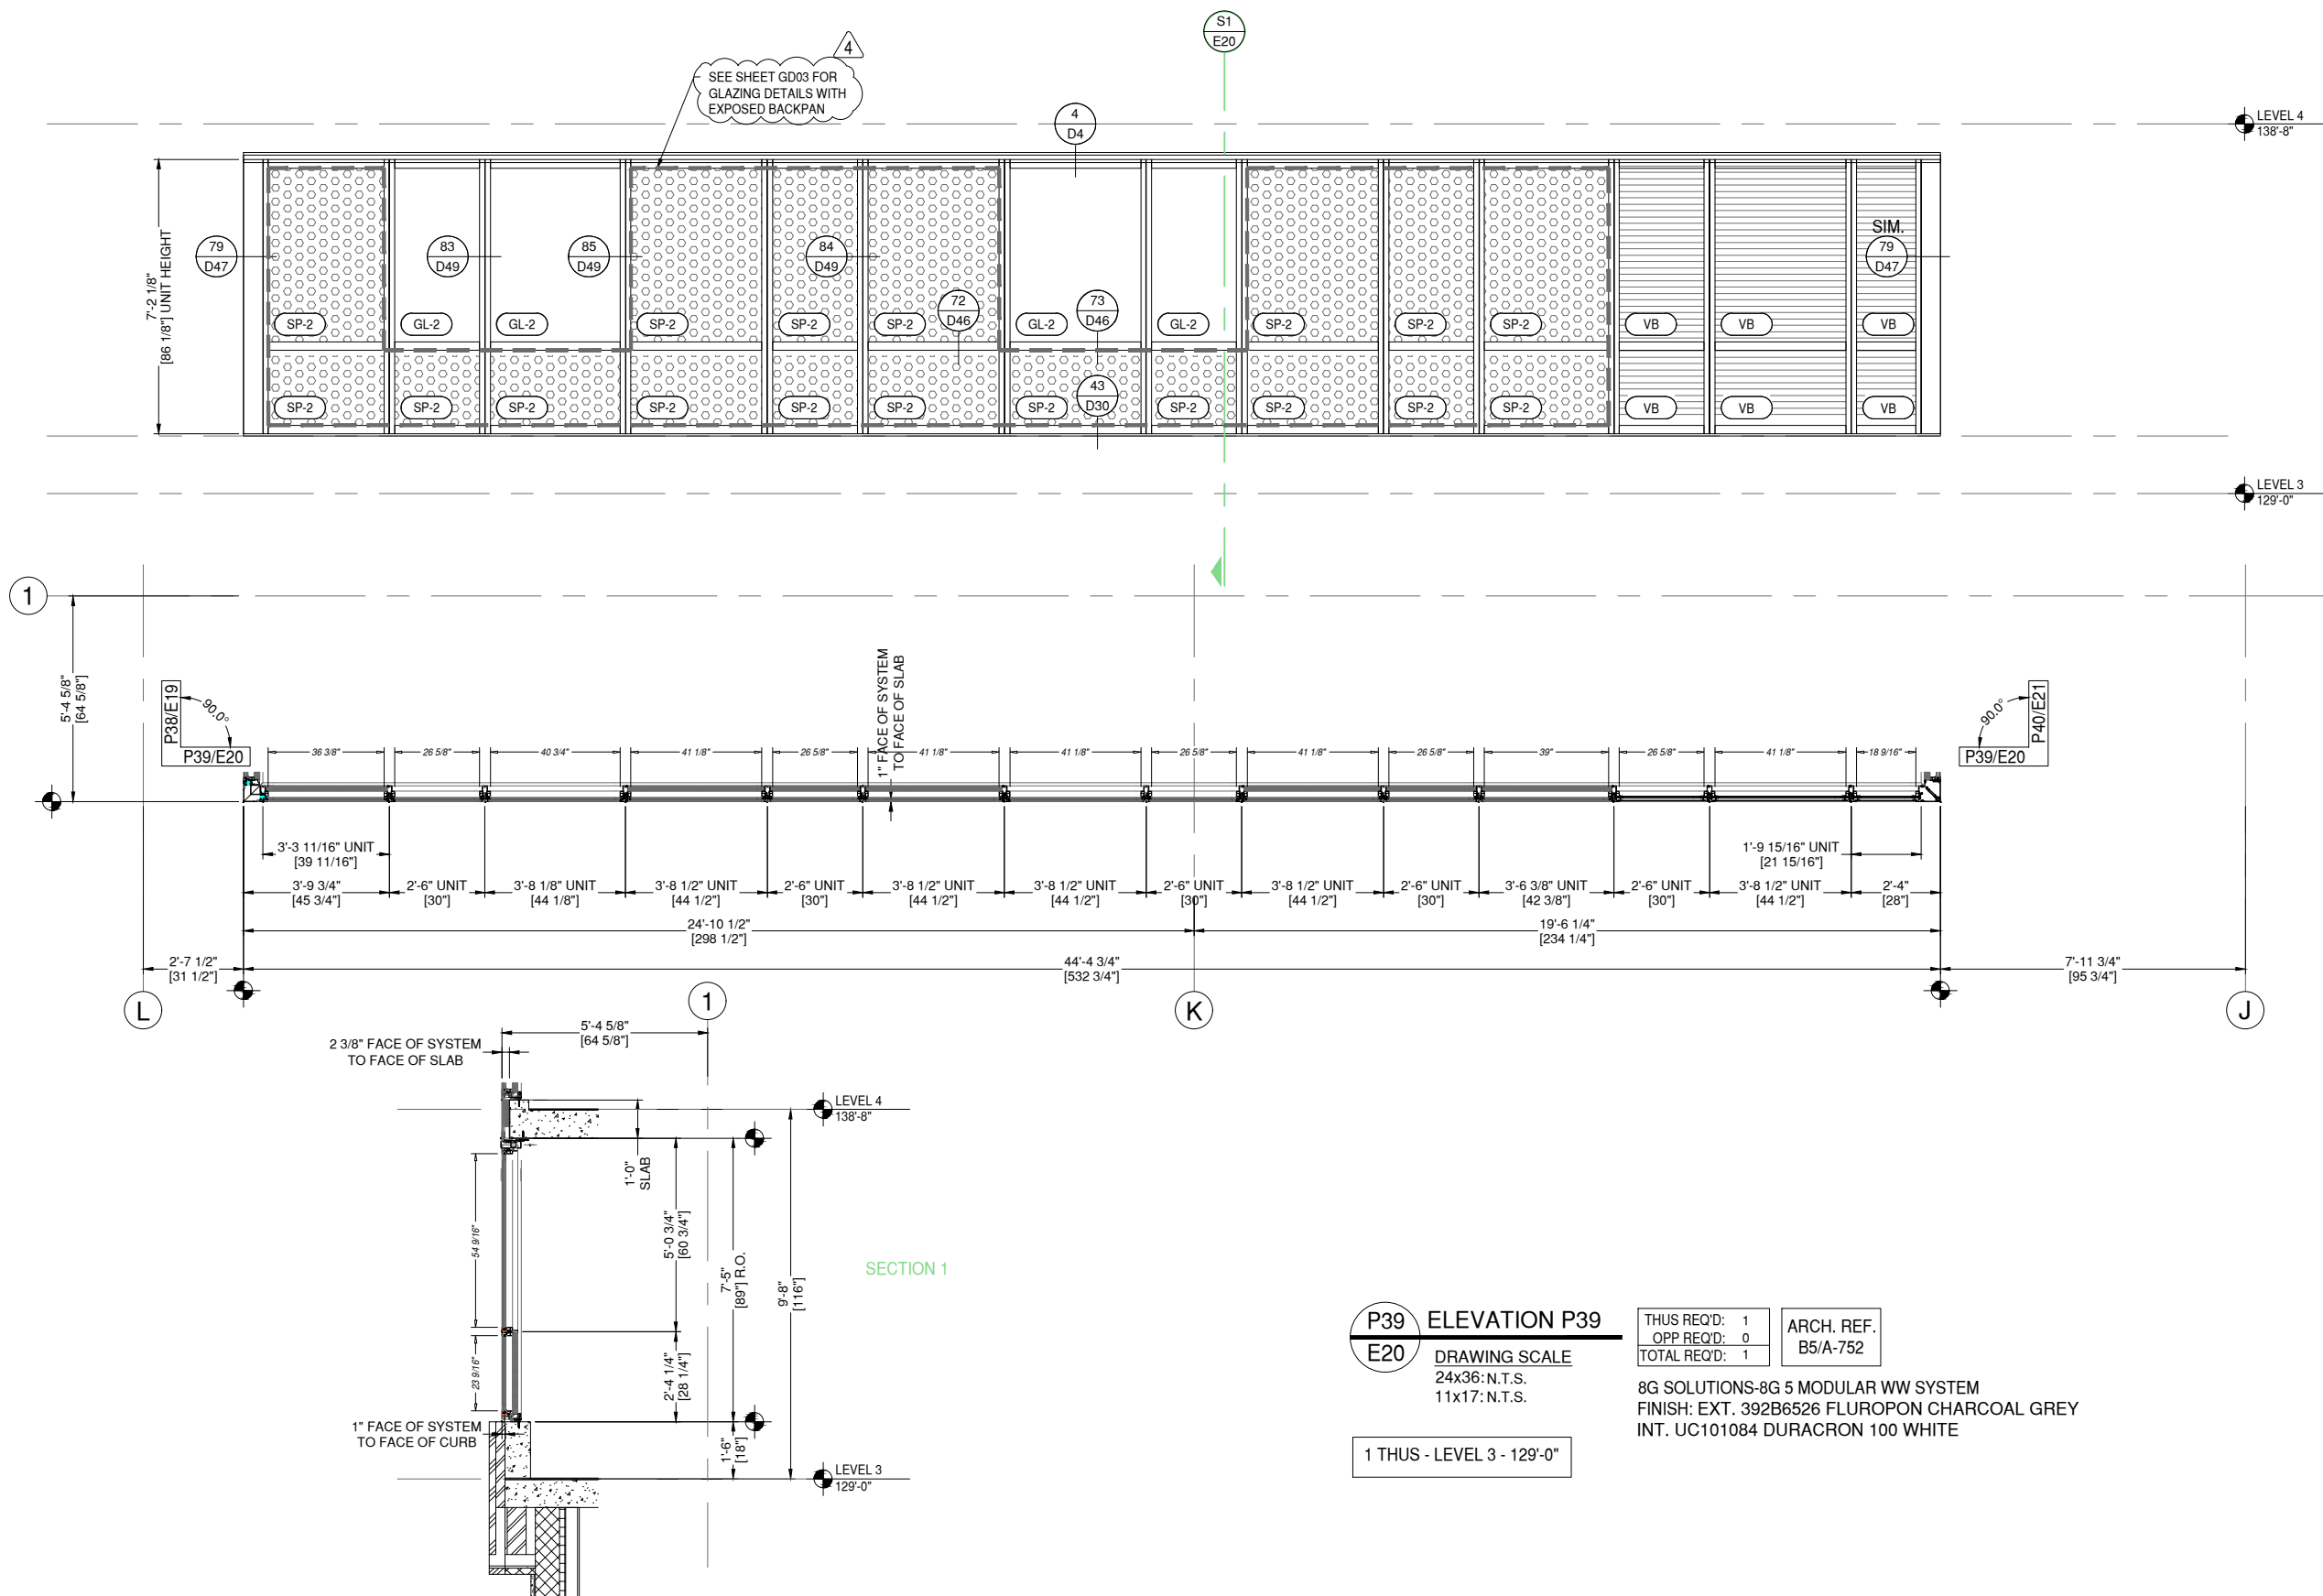 S1
E20
4
SEE SHEET GD03 FOR
GLAZING DETAILS WITH
EXPOSED BACKPAN
4
D4
LEVEL 4
138'-8"
7'-2 1/8"
[86 1/8"] UNIT HEIGHT
79
D47
83
D49
85
D49
84
D49
72
D46
73
D46
43
D30
SIM.
79
D47
SP-2
GL-2
GL-2
SP-2
SP-2
SP-2
GL-2
GL-2
SP-2
SP-2
SP-2
VB
VB
VB
SP-2
SP-2
SP-2
SP-2
SP-2
SP-2
SP-2
SP-2
SP-2
SP-2
SP-2
VB
VB
VB
LEVEL 3
129'-0"
1
5'-4 5/8"
[64 5/8"]
P38/E19
90.0°
P39/E20
1" FACE OF SYSTEM
TO FACE OF SLAB
90.0°
P40/E21
P39/E20
36 3/8"
26 5/8"
40 3/4"
41 1/8"
26 5/8"
41 1/8"
41 1/8"
26 5/8"
41 1/8"
26 5/8"
39"
26 5/8"
41 1/8"
18 9/16"
3'-3 11/16" UNIT
[39 11/16"]
1'-9 15/16" UNIT
[21 15/16"]
3'-9 3/4"
[45 3/4"]
2'-6" UNIT
[30"]
3'-8 1/8" UNIT
[44 1/8"]
3'-8 1/2" UNIT
[44 1/2"]
2'-6" UNIT
[30"]
3'-8 1/2" UNIT
[44 1/2"]
3'-8 1/2" UNIT
[44 1/2"]
2'-6" UNIT
[30"]
3'-8 1/2" UNIT
[44 1/2"]
2'-6" UNIT
[30"]
3'-6 3/8" UNIT
[42 3/8"]
2'-6" UNIT
[30"]
3'-8 1/2" UNIT
[44 1/2"]
2'-4"
[28"]
24'-10 1/2"
[298 1/2"]
19'-6 1/4"
[234 1/4"]
2'-7 1/2"
[31 1/2"]
44'-4 3/4"
[532 3/4"]
7'-11 3/4"
[95 3/4"]
L
K
J
1
5'-4 5/8"
[64 5/8"]
2 3/8" FACE OF SYSTEM
TO FACE OF SLAB
LEVEL 4
138'-8"
1'-0"
SLAB
54 9/16"
5'-0 3/4"
[60 3/4"]
7'-5"
[89"] R.O.
9'-8"
[116"]
SECTION 1
23 9/16"
2'-4 1/4"
[28 1/4"]
1" FACE OF SYSTEM
TO FACE OF CURB
1'-6"
[18"]
LEVEL 3
129'-0"
P39
E20
ELEVATION P39
DRAWING SCALE
24x36: N.T.S.
11x17: N.T.S.
THUS REQ'D: 1
OPP REQ'D: 0
TOTAL REQ'D: 1
ARCH. REF.
B5/A-752
8G SOLUTIONS-8G 5 MODULAR WW SYSTEM
FINISH: EXT. 392B6526 FLUROPON CHARCOAL GREY
INT. UC101084 DURACRON 100 WHITE
1 THUS - LEVEL 3 - 129'-0"